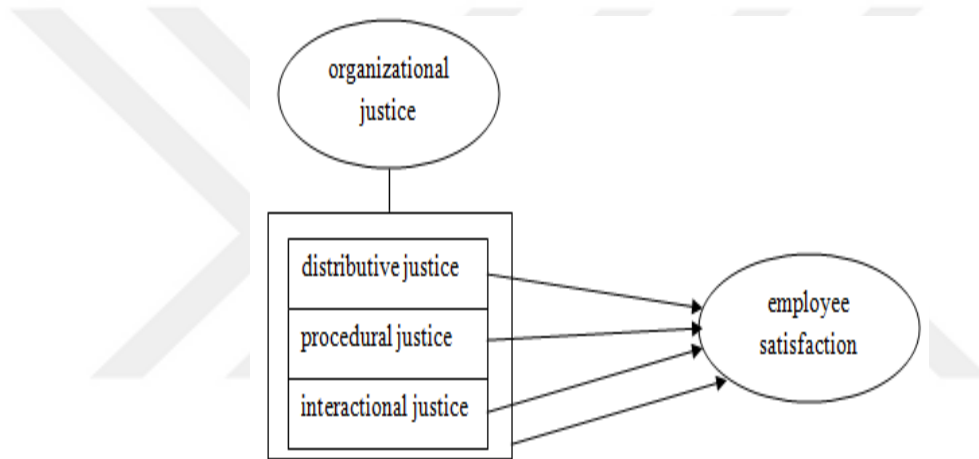 organizational
justice
distributive justice
procedural justice
interactional justice
employee
satisfaction